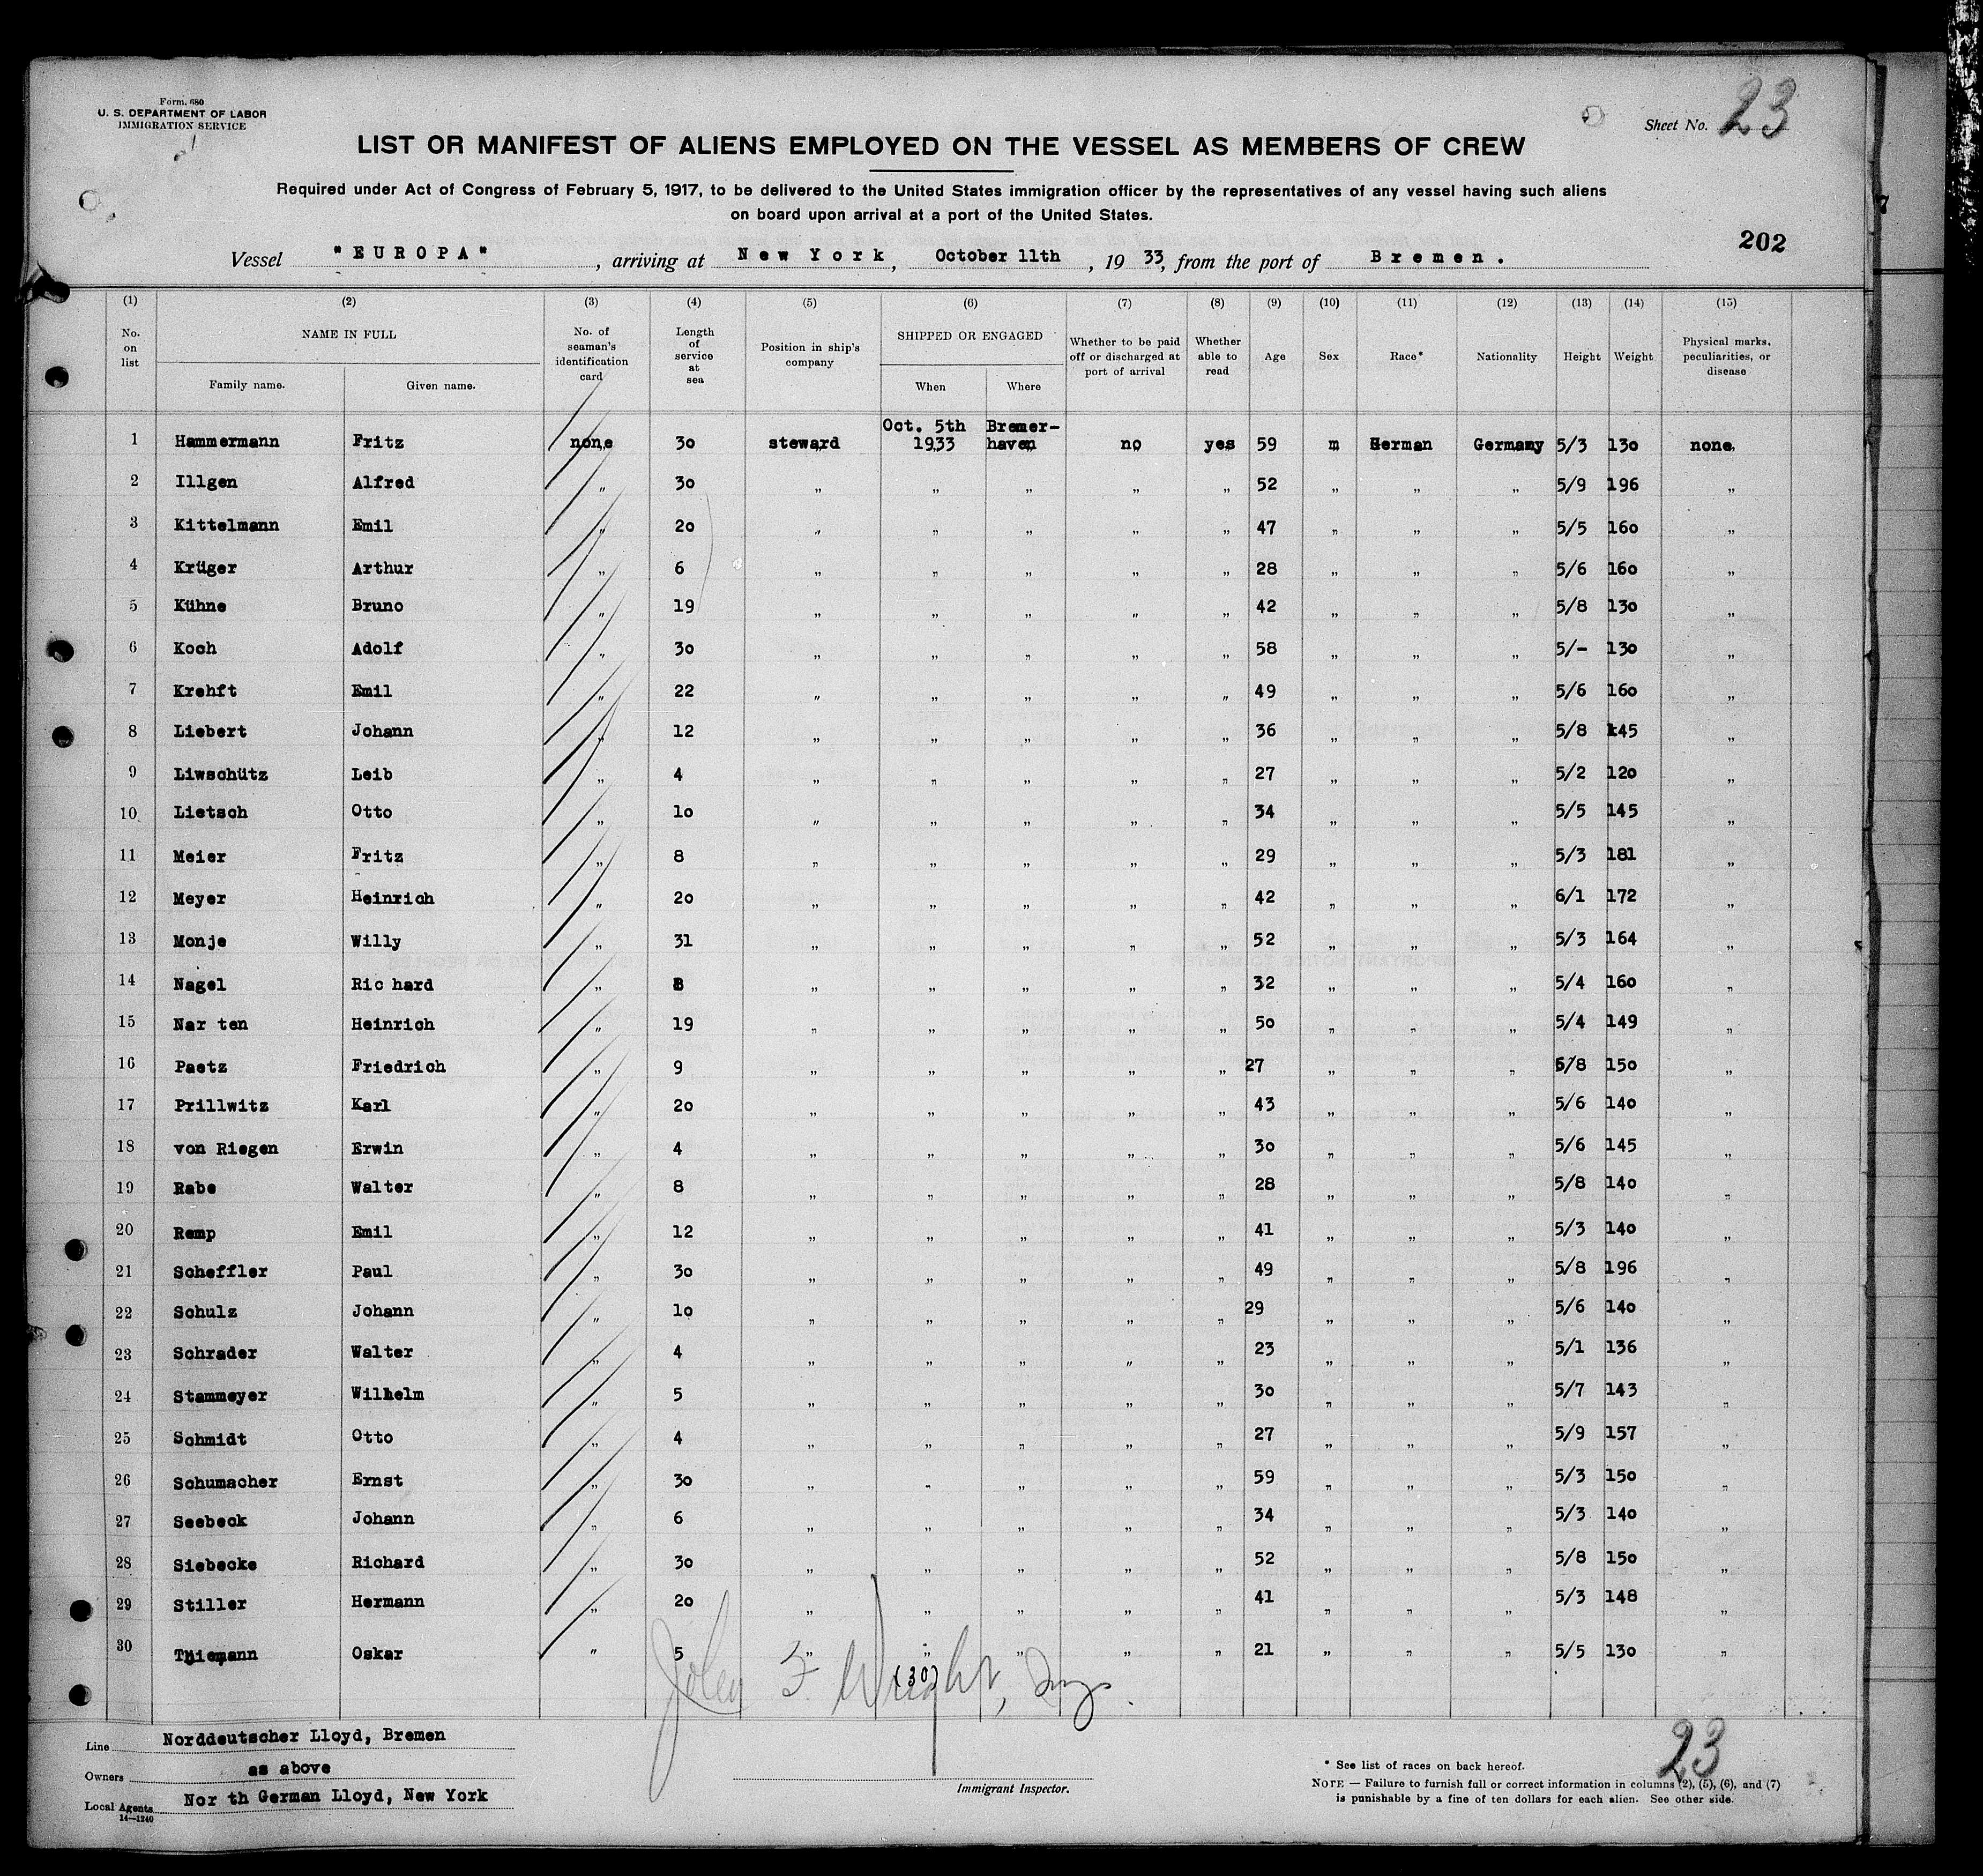 Form. 680
U. S. DEPARTMENT OF LABOR
IMMIGRATION SERVICE
Sheet No. 23
LIST OR MANIFEST OF ALIENS EMPLOYED ON THE VESSEL AS MEMBERS OF CREW
Required under Act of Congress of February 5, 1917, to be delivered to the United States immigration officer by the representatives of any vessel having such aliens
on board upon arrival at a port of the United States.
202
Vessel "EUROPA", arriving at New York, October 11th, 1933, from the port of Bremen.
(1) (2) (3) (4) (5) (6) (7) (8) (9) (10) (11) (12) (13) (14) (15)
No. on list NAME IN FULL Family name. Given name. No. of seaman's identification card Length of service at sea Position in ship's company SHIPPED OR ENGAGED When Where Whether to be paid off or discharged at port of arrival Whether able to read Age Sex Race* Nationality Height Weight Physical marks, peculiarities, or disease
1 Hammermann Fritz none 30 steward Oct. 5th 1933 Bremer-haven no yes 59 m German Germany 5/3 130 none
2 Illgen Alfred " 30 " " " " " 52 " " " 5/9 196 "
3 Kittelmann Emil " 20 " " " " " 47 " " " 5/5 160 "
4 Krüger Arthur " 6 " " " " " 28 " " " 5/6 160 "
5 Kühne Bruno " 19 " " " " " 42 " " " 5/8 130 "
6 Koch Adolf " 30 " " " " " 58 " " " 5/- 130 "
7 Krehft Emil " 22 " " " " " 49 " " " 5/6 160 "
8 Liebert Johann " 12 " " " " " 36 " " " 5/8 145 "
9 Liwschütz Leib " 4 " " " " " 27 " " " 5/2 120 "
10 Lietsch Otto " 10 " " " " " 34 " " " 5/5 145 "
11 Meier Fritz " 8 " " " " " 29 " " " 5/3 181 "
12 Meyer Heinrich " 20 " " " " " 42 " " " 6/1 172 "
13 Monje Willy " 31 " " " " " 52 " " " 5/3 164 "
14 Nagel Ric hard " 8 " " " " " 32 " " " 5/4 160 "
15 Nar ten Heinrich " 19 " " " " " 50 " " " 5/4 149 "
16 Paetz Friedrich " 9 " " " " " 27 " " " 5/8 150 "
17 Prillwitz Karl " 20 " " " " " 43 " " " 5/6 140 "
18 von Riegen Erwin " 4 " " " " " 30 " " " 5/6 145 "
19 Rabe Walter " 8 " " " " " 28 " " " 5/8 140 "
20 Remp Emil " 12 " " " " " 41 " " " 5/3 140 "
21 Scheffler Paul " 30 " " " " " 49 " " " 5/8 196 "
22 Schulz Johann " 10 " " " " " 29 " " " 5/6 140 "
23 Schrader Walter " 4 " " " " " 23 " " " 5/1 136 "
24 Stammeyer Wilhelm " 5 " " " " " 30 " " " 5/7 143 "
25 Schmidt Otto " 4 " " " " " 27 " " " 5/9 157 "
26 Schumacher Ernst " 30 " " " " " 59 " " " 5/3 150 "
27 Seebeck Johann " 6 " " " " " 34 " " " 5/3 140 "
28 Siebecke Richard " 30 " " " " " 52 " " " 5/8 150 "
29 Stiller Hermann " 20 " " " " " 41 " " " 5/3 148 "
30 Thiemann Oskar " 5 " " " " " 21 " " " 5/5 130 "
(30)
John F. Wright, Insp.
Line Norddeutscher Lloyd, Bremen
Owners as above
Local Agents Nor th German Lloyd, New York
14-1240
Immigrant Inspector.
23
* See list of races on back hereof.
NOTE — Failure to furnish full or correct information in columns (2), (5), (6), and (7)
is punishable by a fine of ten dollars for each alien. See other side.